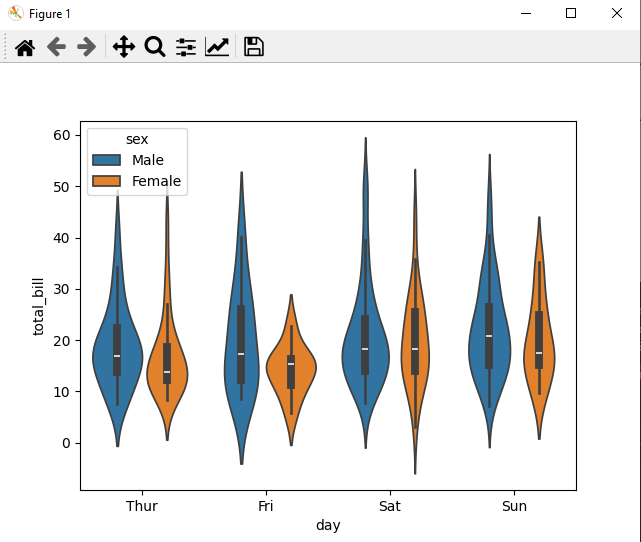 Figure 1
sex
Male
Female
60
50
40
30
20
10
0
total_bill
Thur
Fri
Sat
Sun
day